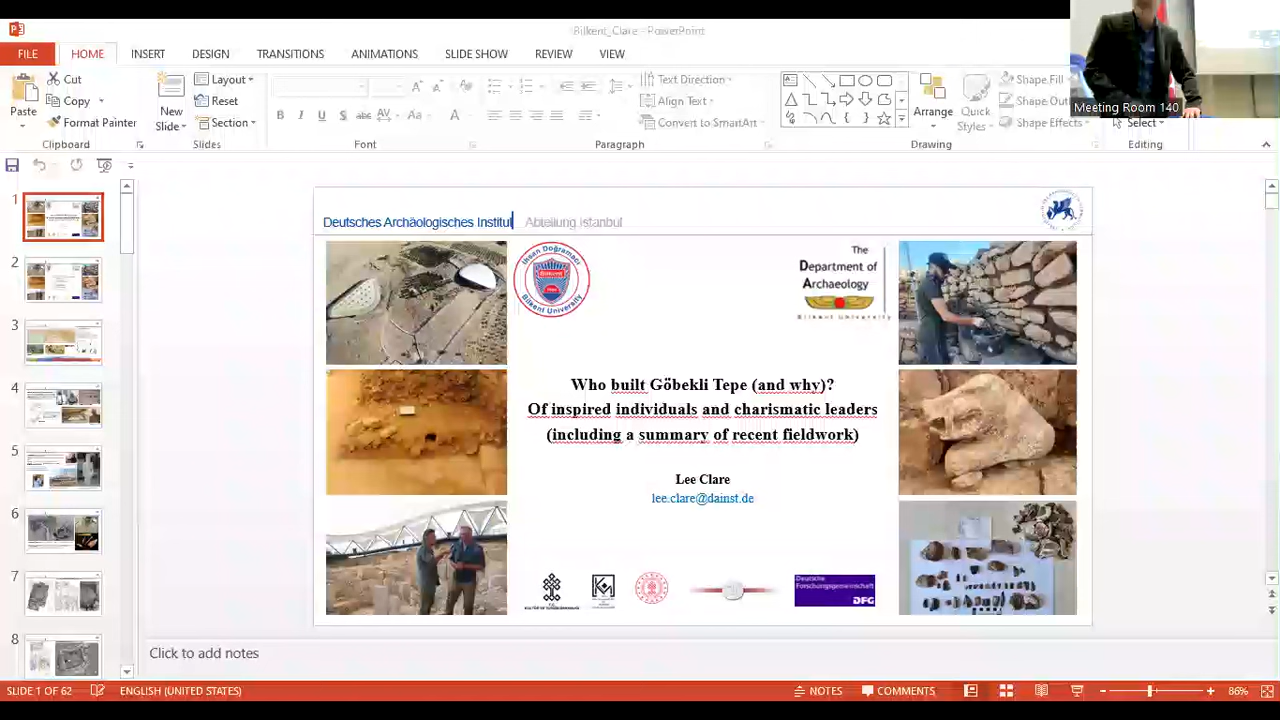 Bilkent_Clare - PowerPoint
FILE HOME INSERT DESIGN TRANSITIONS ANIMATIONS SLIDE SHOW REVIEW VIEW
Meeting Room 140
Paste
Cut
Copy
Format Painter
Clipboard
New
Slide
Layout
Reset
Section
Slides
B I U S
Font
Text Direction
Align Text
Convert to SmartArt
Paragraph
Arrange
Quick
Styles
Shape Fill
Shape Effects
Drawing
Select
Editing
1
2
3
4
5
6
7
8
Deutsches Archäologisches Institut Abteilung Istanbul
İhsan Doğramacı
Bilkent University
The
Department of
Archaeology
Bilkent University
Who built Göbekli Tepe (and why)?
Of inspired individuals and charismatic leaders
(including a summary of recent fieldwork)
Lee Clare
lee.clare@dainst.de
Deutsche
Forschungsgemeinschaft
DFG
Click to add notes
SLIDE 1 OF 62 ENGLISH (UNITED STATES) NOTES COMMENTS 86%